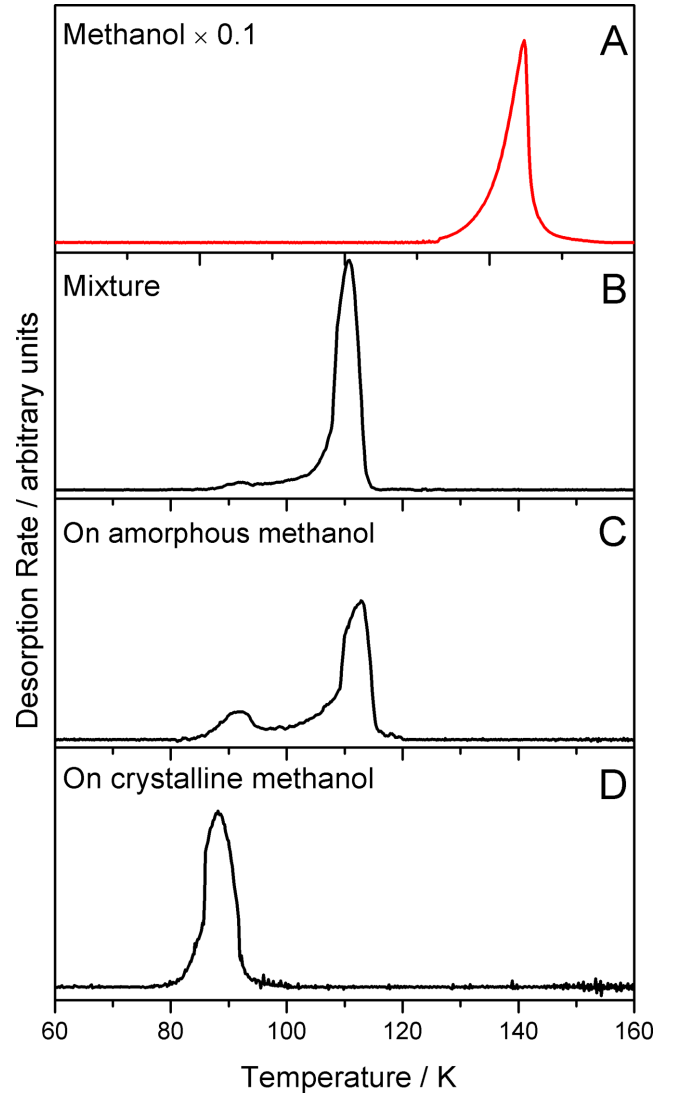 Methanol × 0.1
A
Mixture
B
On amorphous methanol
C
On crystalline methanol
D
Desorption Rate / arbitrary units
60 80 100 120 140 160
Temperature / K